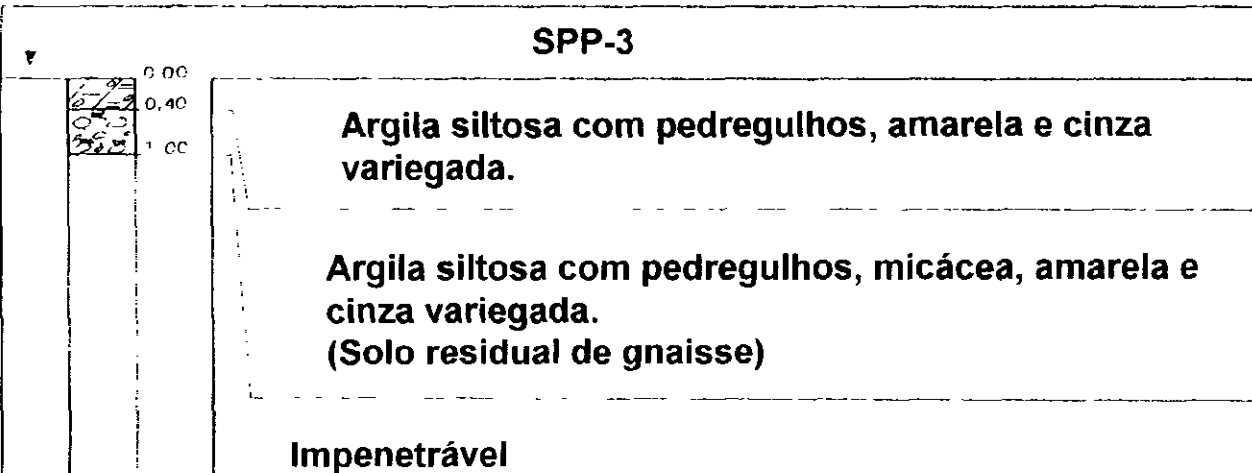 SPP-3
0.00
0,40
1 00
Argila siltosa com pedregulhos, amarela e cinza
variegada.
Argila siltosa com pedregulhos, micácea, amarela e
cinza variegada.
(Solo residual de gnaisse)
Impenetrável